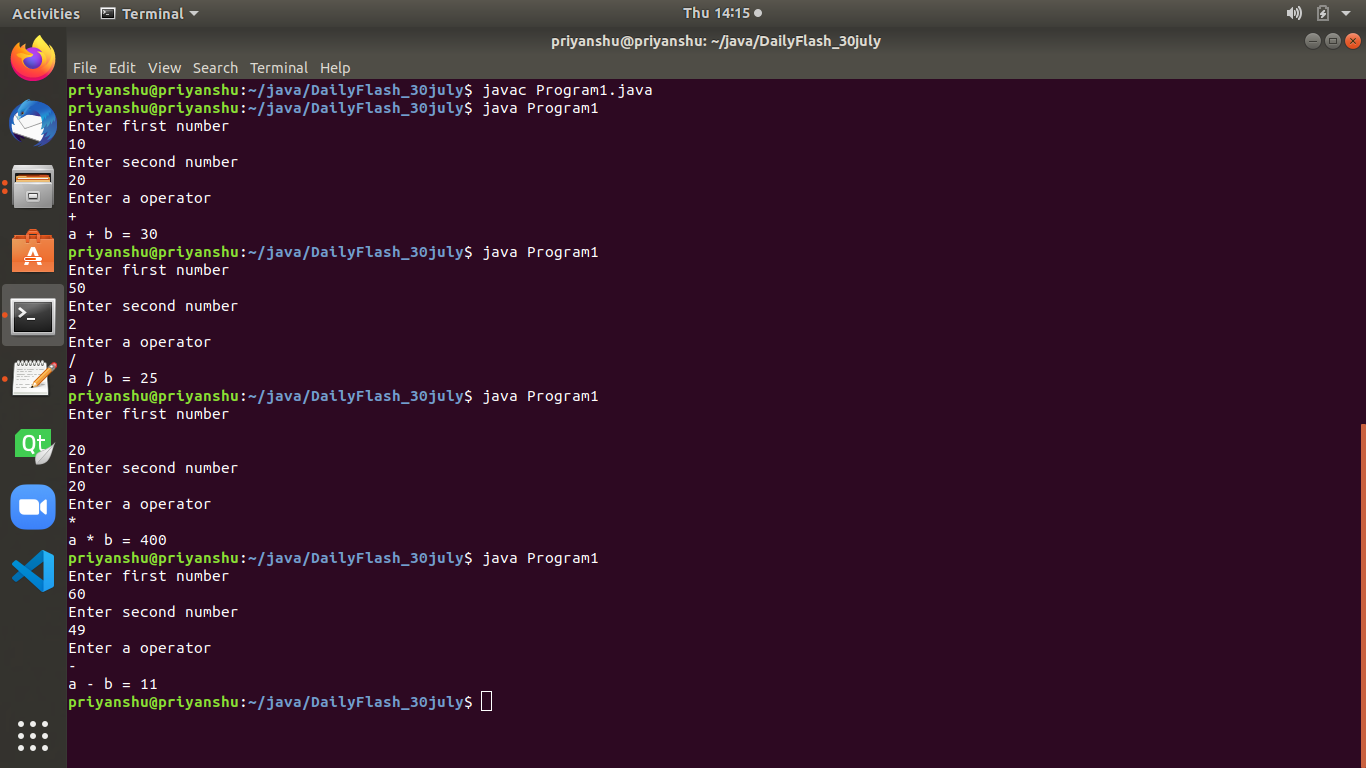 Activities Terminal Thu 14:15
priyanshu@priyanshu: ~/java/DailyFlash_30july
File Edit View Search Terminal Help
priyanshu@priyanshu:~/java/DailyFlash_30july$ javac Program1.java
priyanshu@priyanshu:~/java/DailyFlash_30july$ java Program1
Enter first number
10
Enter second number
20
Enter a operator
+
a + b = 30
priyanshu@priyanshu:~/java/DailyFlash_30july$ java Program1
Enter first number
50
Enter second number
2
Enter a operator
/
a / b = 25
priyanshu@priyanshu:~/java/DailyFlash_30july$ java Program1
Enter first number

20
Enter second number
20
Enter a operator
*
a * b = 400
priyanshu@priyanshu:~/java/DailyFlash_30july$ java Program1
Enter first number
60
Enter second number
49
Enter a operator
-
a - b = 11
priyanshu@priyanshu:~/java/DailyFlash_30july$
Qt